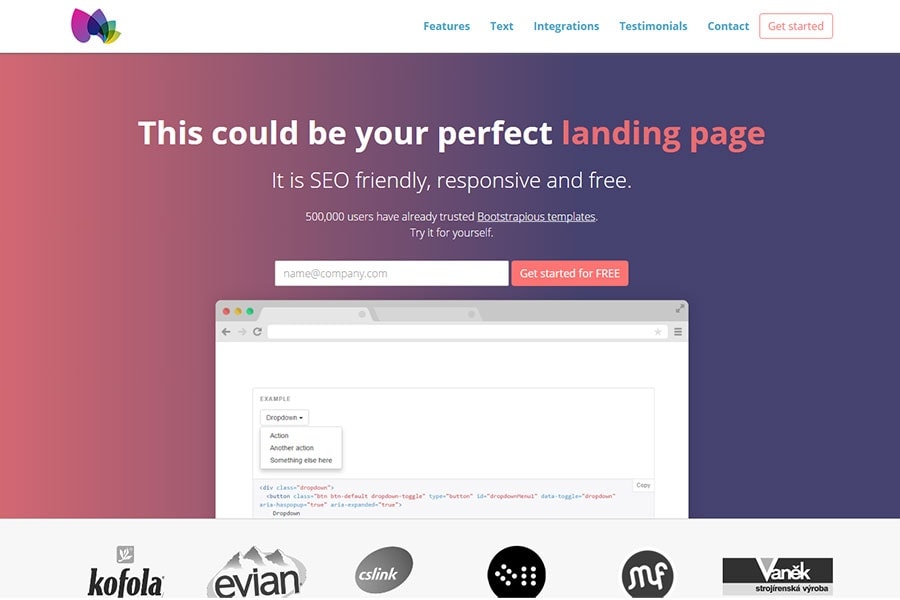 Features Text Integrations Testimonials Contact Get started
This could be your perfect landing page
It is SEO friendly, responsive and free.
500,000 users have already trusted Bootstrapious templates.
Try it for yourself.
name@company.com Get started for FREE
EXAMPLE
Dropdown
Action
Another action
Something else here
Copy
<div class="dropdown">
<button class="btn btn-default dropdown-toggle" type="button" id="dropdownMenu1" data-toggle="dropdown"
aria-haspopup="true" aria-expanded="true">
Dropdown
kofola evian cslink mf Vaněk
strojírenská výroba